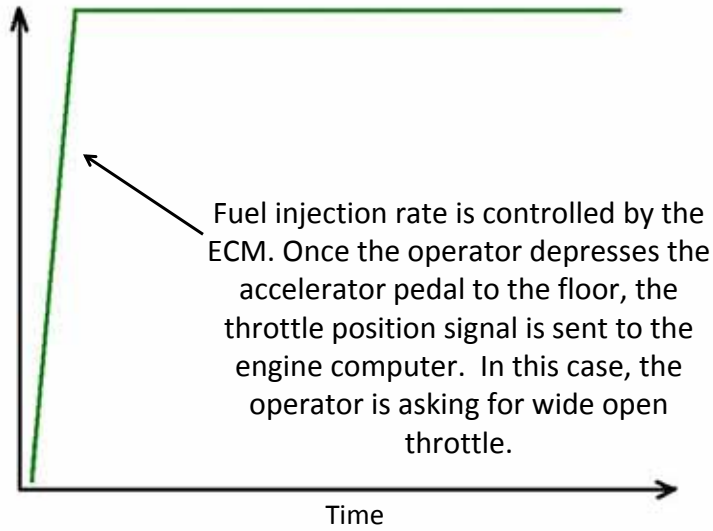 Fuel injection rate is controlled by the
ECM. Once the operator depresses the
accelerator pedal to the floor, the
throttle position signal is sent to the
engine computer.  In this case, the
operator is asking for wide open
throttle.
Time